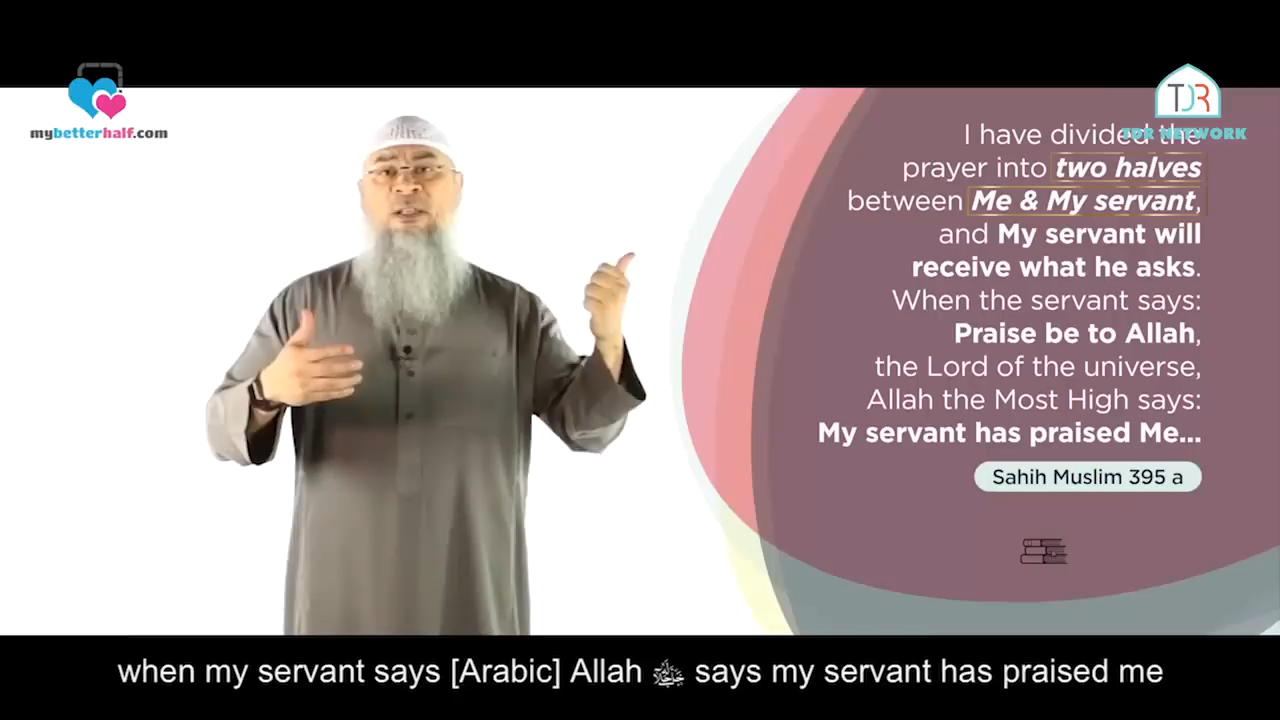 mybetterhalf.com
TDR
TDR NETWORK
I have divided the
prayer into two halves
between Me & My servant,
and My servant will
receive what he asks.
When the servant says:
Praise be to Allah,
the Lord of the universe,
Allah the Most High says:
My servant has praised Me...
Sahih Muslim 395 a
when my servant says [Arabic] Allah ﷻ says my servant has praised me